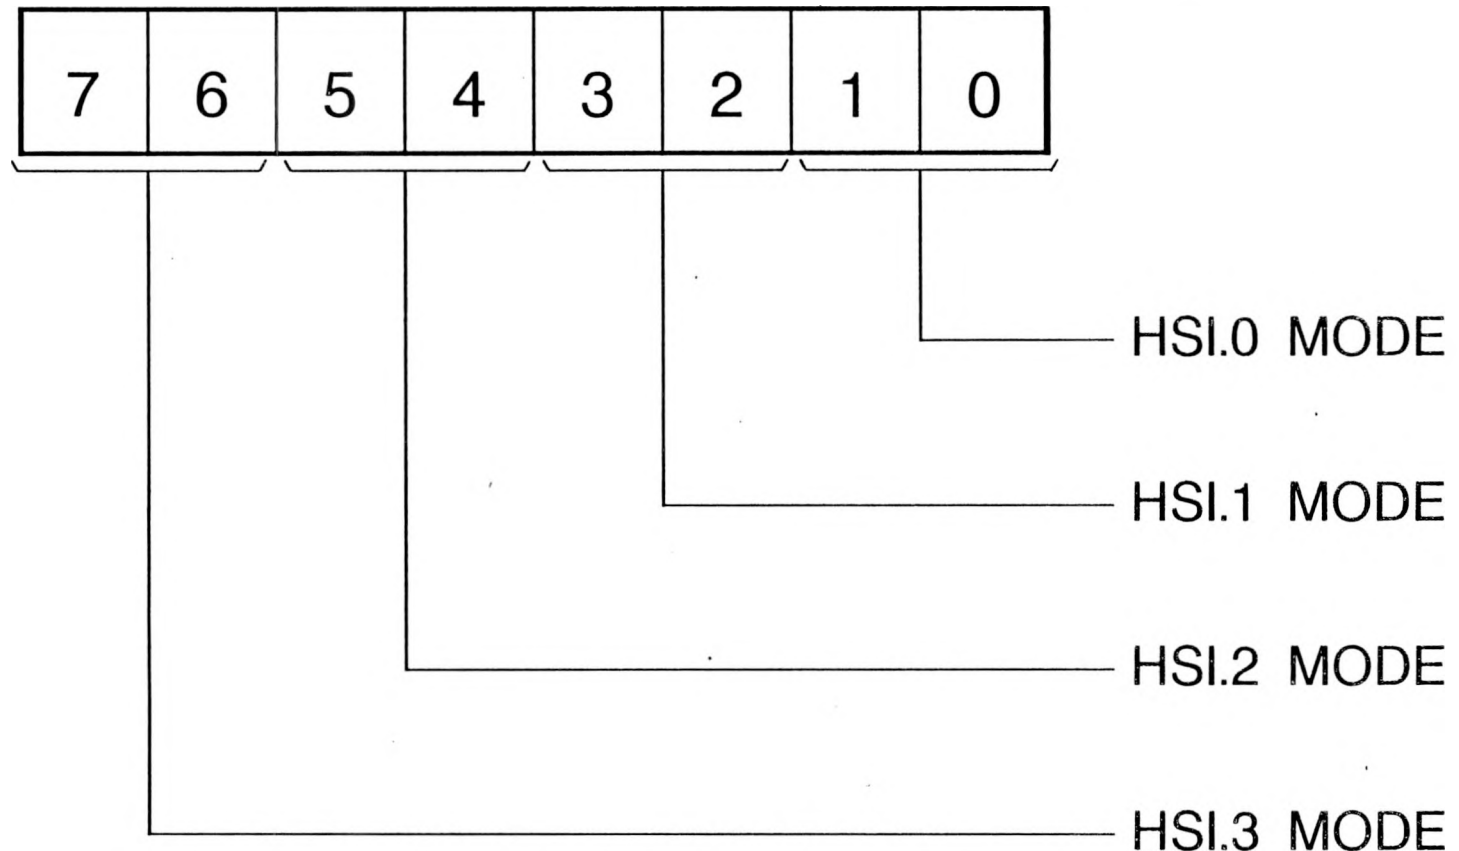 7 6 5 4 3 2 1 0
HSI.0 MODE
HSI.1 MODE
HSI.2 MODE
HSI.3 MODE